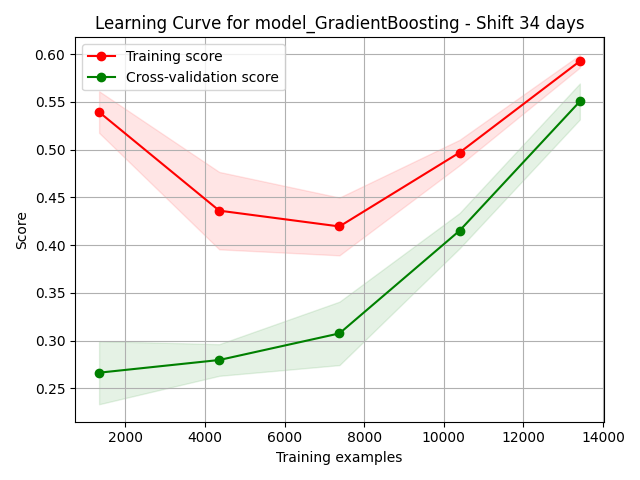 Learning Curve for model_GradientBoosting - Shift 34 days
Training score
Cross-validation score
0.60
0.55
0.50
0.45
0.40
0.35
0.30
0.25
Score
2000 4000 6000 8000 10000 12000 14000
Training examples